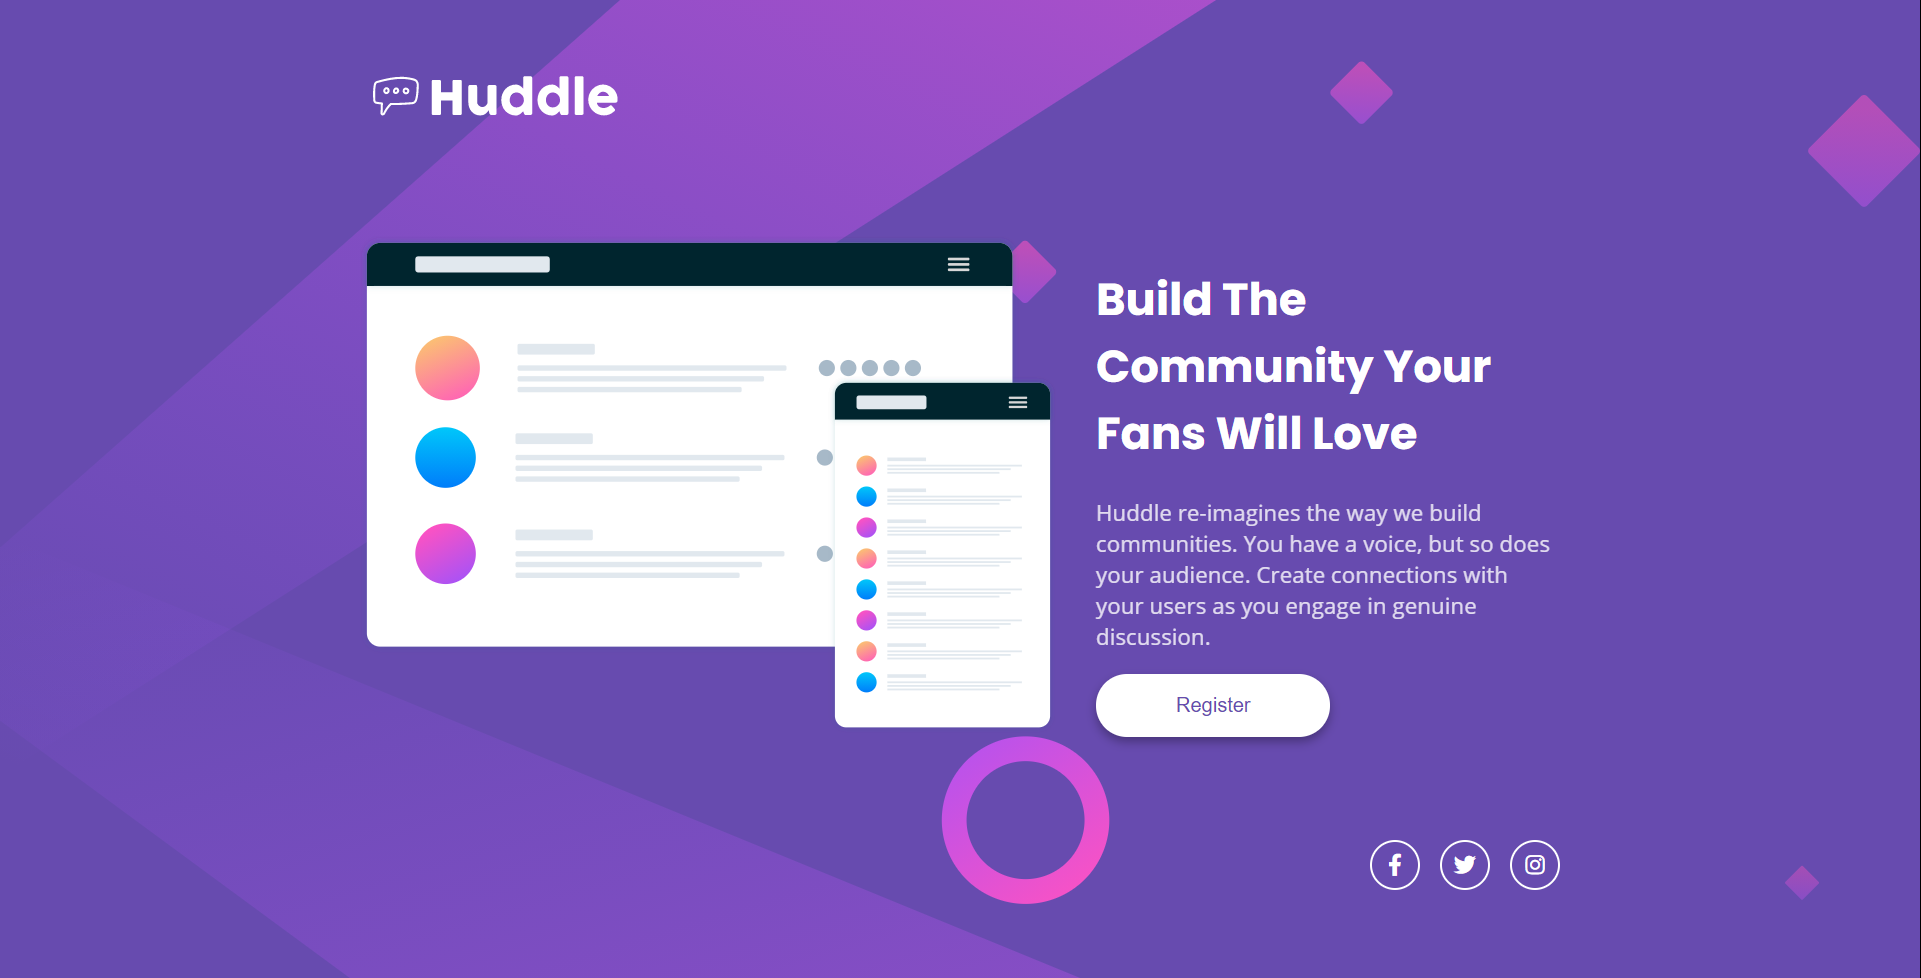 Huddle
Build The
Community Your
Fans Will Love
Huddle re-imagines the way we build
communities. You have a voice, but so does
your audience. Create connections with
your users as you engage in genuine
discussion.
Register